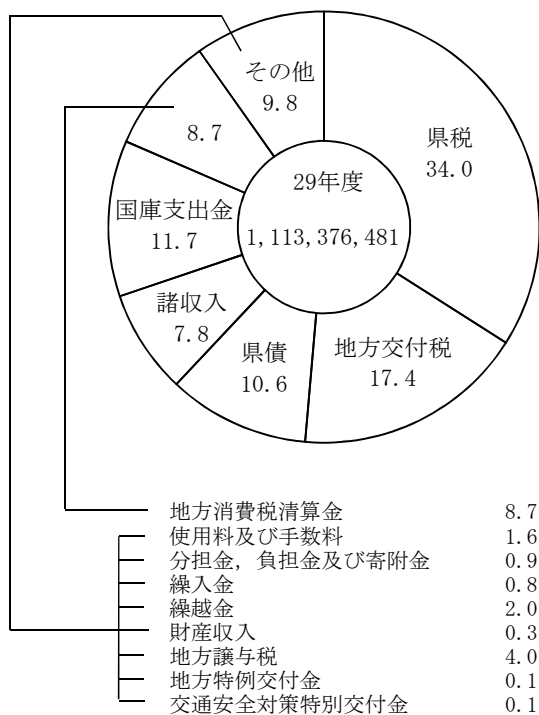 その他
9.8
県税
34.0
8.7
29年度
1,113,376,481
国庫支出金
11.7
諸収入
7.8
県債
10.6
地方交付税
17.4
地方消費税清算金 8.7
使用料及び手数料 1.6
分担金，負担金及び寄附金 0.9
繰入金 0.8
繰越金 2.0
財産収入 0.3
地方譲与税 4.0
地方特例交付金 0.1
交通安全対策特別交付金 0.1